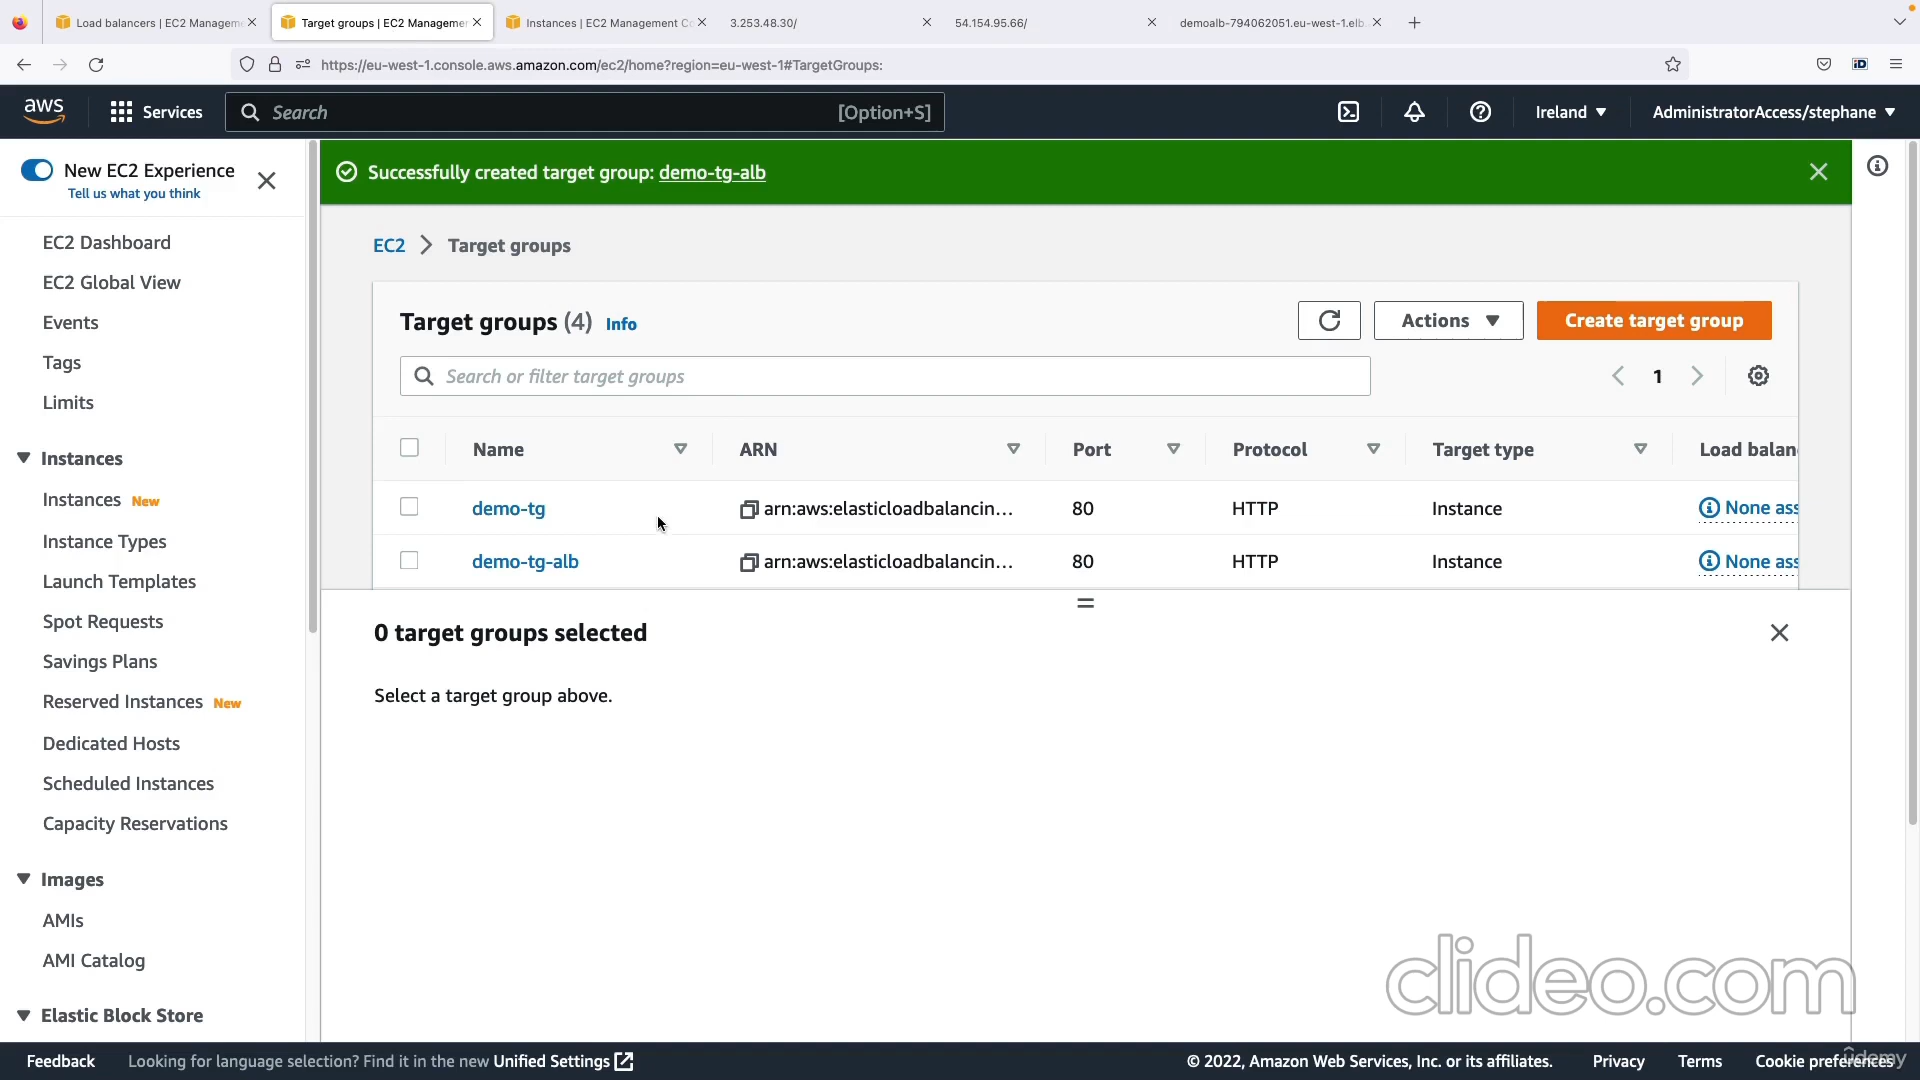 Load balancers | EC2 Managem
Target groups | EC2 Managemen
Instances | EC2 Management Co
3.253.48.30/
54.154.95.66/
demoalb-794062051.eu-west-1.elb.
https://eu-west-1.console.aws.amazon.com/ec2/home?region=eu-west-1#TargetGroups:
aws
Services
Search
[Option+S]
Ireland
AdministratorAccess/stephane
New EC2 Experience
Tell us what you think
EC2 Dashboard
EC2 Global View
Events
Tags
Limits
Instances
Instances New
Instance Types
Launch Templates
Spot Requests
Savings Plans
Reserved Instances New
Dedicated Hosts
Scheduled Instances
Capacity Reservations
Images
AMIs
AMI Catalog
Elastic Block Store
Successfully created target group: demo-tg-alb
EC2 > Target groups
Target groups (4) Info
Actions
Create target group
Search or filter target groups
1
Name ARN Port Protocol Target type Load balan
demo-tg arn:aws:elasticloadbalancin... 80 HTTP Instance None ass
demo-tg-alb arn:aws:elasticloadbalancin... 80 HTTP Instance None ass
0 target groups selected
Select a target group above.
clideo.com
Feedback
Looking for language selection? Find it in the new Unified Settings
© 2022, Amazon Web Services, Inc. or its affiliates.
Privacy
Terms
Cookie preferences
udemy